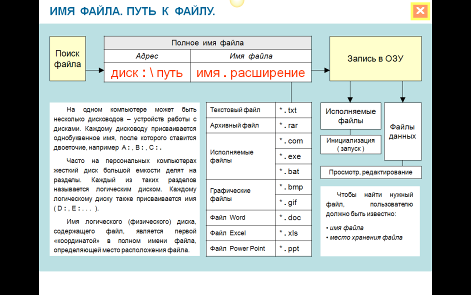 ИМЯ ФАЙЛА. ПУТЬ К ФАЙЛУ.
Поиск
файла
Полное имя файла
Адрес
Имя файла
диск : \ путь
имя . расширение
Запись в ОЗУ
На одном компьютере может быть
несколько дисководов – устройств работы с
дисками. Каждому дисководу присваивается
однобуквенное имя, после которого ставится
двоеточие, например A : , B : , C : .
Часто на персональных компьютерах
жесткий диск большой емкости делят на
разделы. Каждый из таких разделов
называется логическим диском. Каждому
логическому диску также присваивается имя
( D : , E : , . . . ).
Имя логического (физического) диска,
содержащего файл, является первой
«координатой» в полном имени файла,
определяющей место расположения файла.
Текстовый файл
*. txt
Архивный файл
*. rar
Исполняемые
файлы
*. com
*. exe
*. bat
Графические
файлы
*. bmp
*. gif
Файл Word
*. doc
Файл Excel
*. xls
Файл Power Point
*. ppt
Исполняемые
файлы
Инициализация
( запуск )
Файлы
данных
Просмотр, редактирование
Чтобы найти нужный
файл, пользователю
должно быть известно:
• имя файла
• место хранения файла